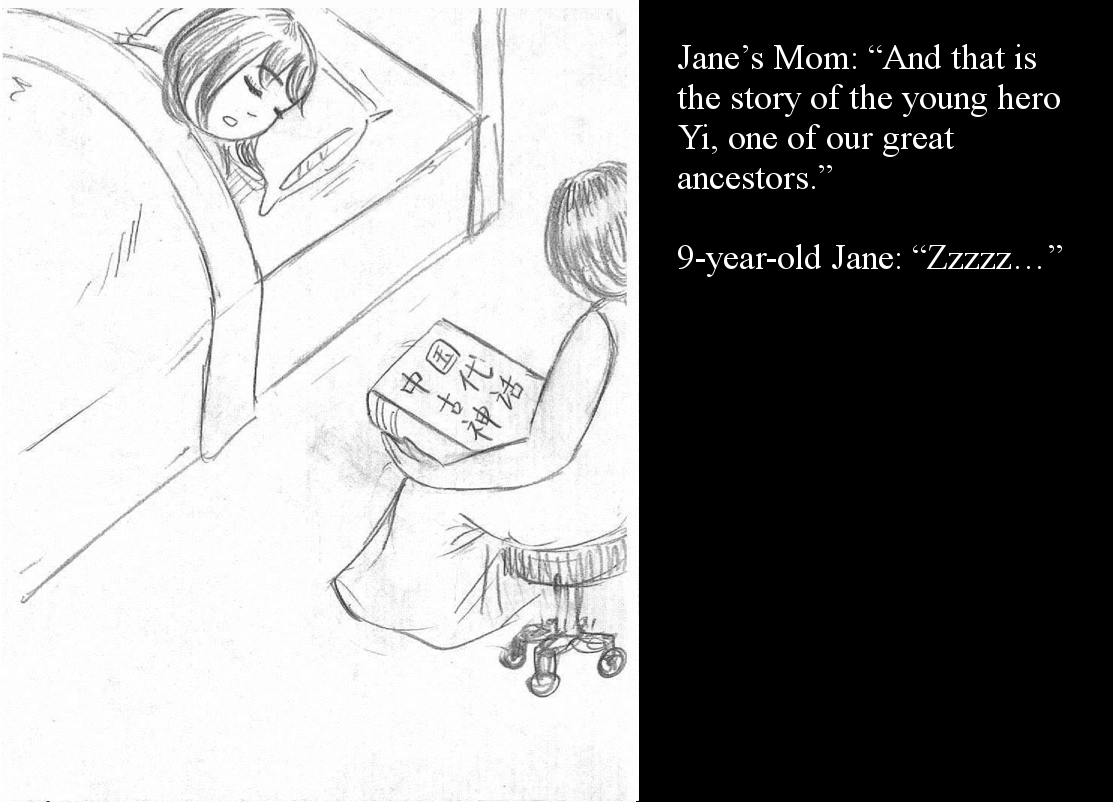 中国
古代
神话
Jane’s Mom: “And that is
the story of the young hero
Yi, one of our great
ancestors.”
9-year-old Jane: “Zzzzz…”